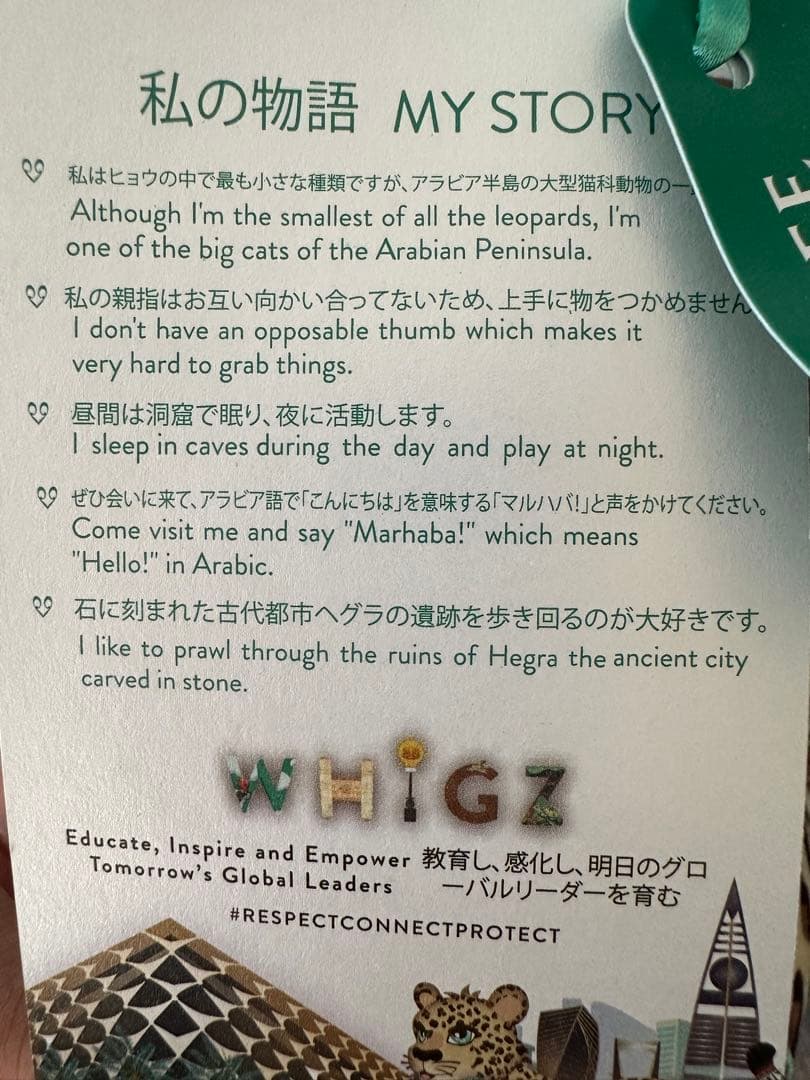 私の物語 MY STORY
私はヒョウの中で最も小さな種類ですが、アラビア半島の大型猫科動物の一
Although I'm the smallest of all the leopards, I'm
one of the big cats of the Arabian Peninsula.
私の親指はお互い向かい合ってないため、上手に物をつかめません
I don't have an opposable thumb which makes it
very hard to grab things.
昼間は洞窟で眠り、夜に活動します。
I sleep in caves during the day and play at night.
ぜひ会いに来て、アラビア語で「こんにちは」を意味する「マルハバ!」と声をかけてください。
Come visit me and say "Marhaba!" which means
"Hello!" in Arabic.
石に刻まれた古代都市ヘグラの遺跡を歩き回るのが大好きです。
I like to prawl through the ruins of Hegra the ancient city
carved in stone.
WHIGZ
Educate, Inspire and Empower
Tomorrow's Global Leaders
教育し、感化し、明日のグロ
ーバルリーダーを育む
#RESPECTCONNECTPROTECT